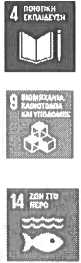 4 ΠΟΙΟΤΙΚΗ
ΕΚΠΑΙΔΕΥΣΗ
9 ΒΙΟΜΗΧΑΝΙΑ,
ΚΑΙΝΟΤΟΜΙΑ
ΚΑΙ ΥΠΟΔΟΜΕΣ
14 ΖΩΗ ΣΤΟ
ΝΕΡΟ